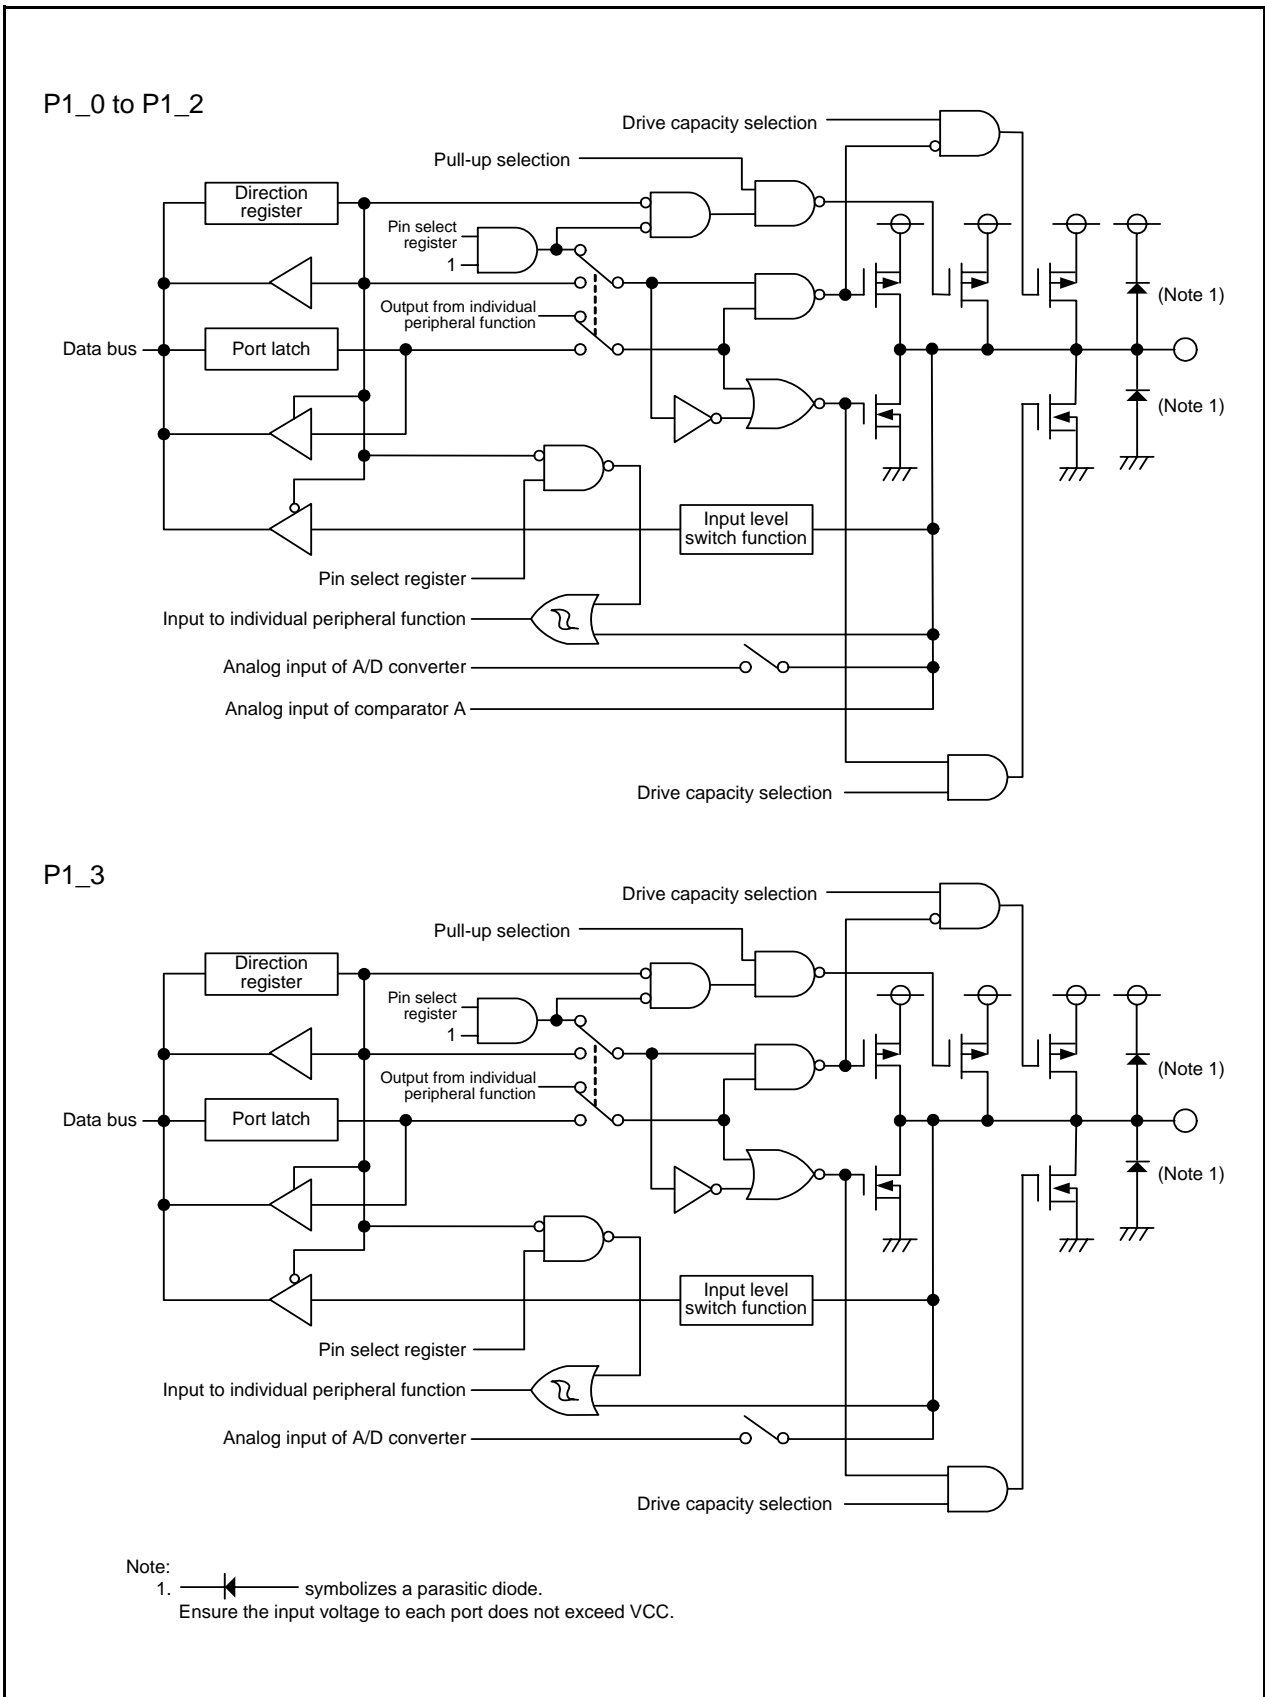 P1_0 to P1_2
Drive capacity selection
Pull-up selection
Direction
register
Pin select
register
1
Output from individual
peripheral function
(Note 1)
Data bus
Port latch
(Note 1)
Input level
switch function
Pin select register
Input to individual peripheral function
Analog input of A/D converter
Analog input of comparator A
Drive capacity selection
P1_3
Drive capacity selection
Pull-up selection
Direction
register
Pin select
register
1
Output from individual
peripheral function
(Note 1)
Data bus
Port latch
(Note 1)
Input level
switch function
Pin select register
Input to individual peripheral function
Analog input of A/D converter
Drive capacity selection
Note:
1. symbolizes a parasitic diode.
Ensure the input voltage to each port does not exceed VCC.